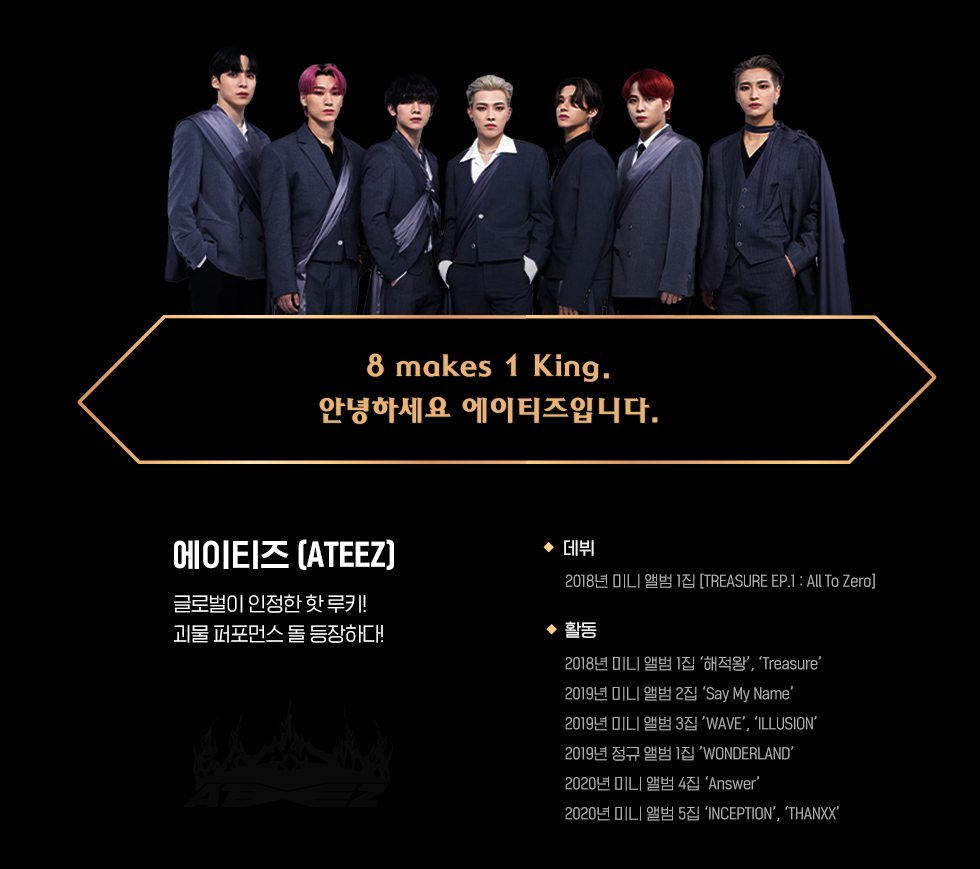 8 makes 1 King.
안녕하세요 에이티즈입니다.
에이티즈 (ATEEZ)
글로벌이 인정한 핫 루키!
괴물 퍼포먼스 돌 등장하다!
ATEEZ
데뷔
2018년 미니 앨범 1집 [TREASURE EP.1 : All To Zero]
활동
2018년 미니 앨범 1집 ‘해적왕’, ‘Treasure’
2019년 미니 앨범 2집 ‘Say My Name’
2019년 미니 앨범 3집 ’WAVE’, ‘ILLUSION’
2019년 정규 앨범 1집 ’WONDERLAND’
2020년 미니 앨범 4집 ‘Answer’
2020년 미니 앨범 5집 ‘INCEPTION’, ‘THANXX’